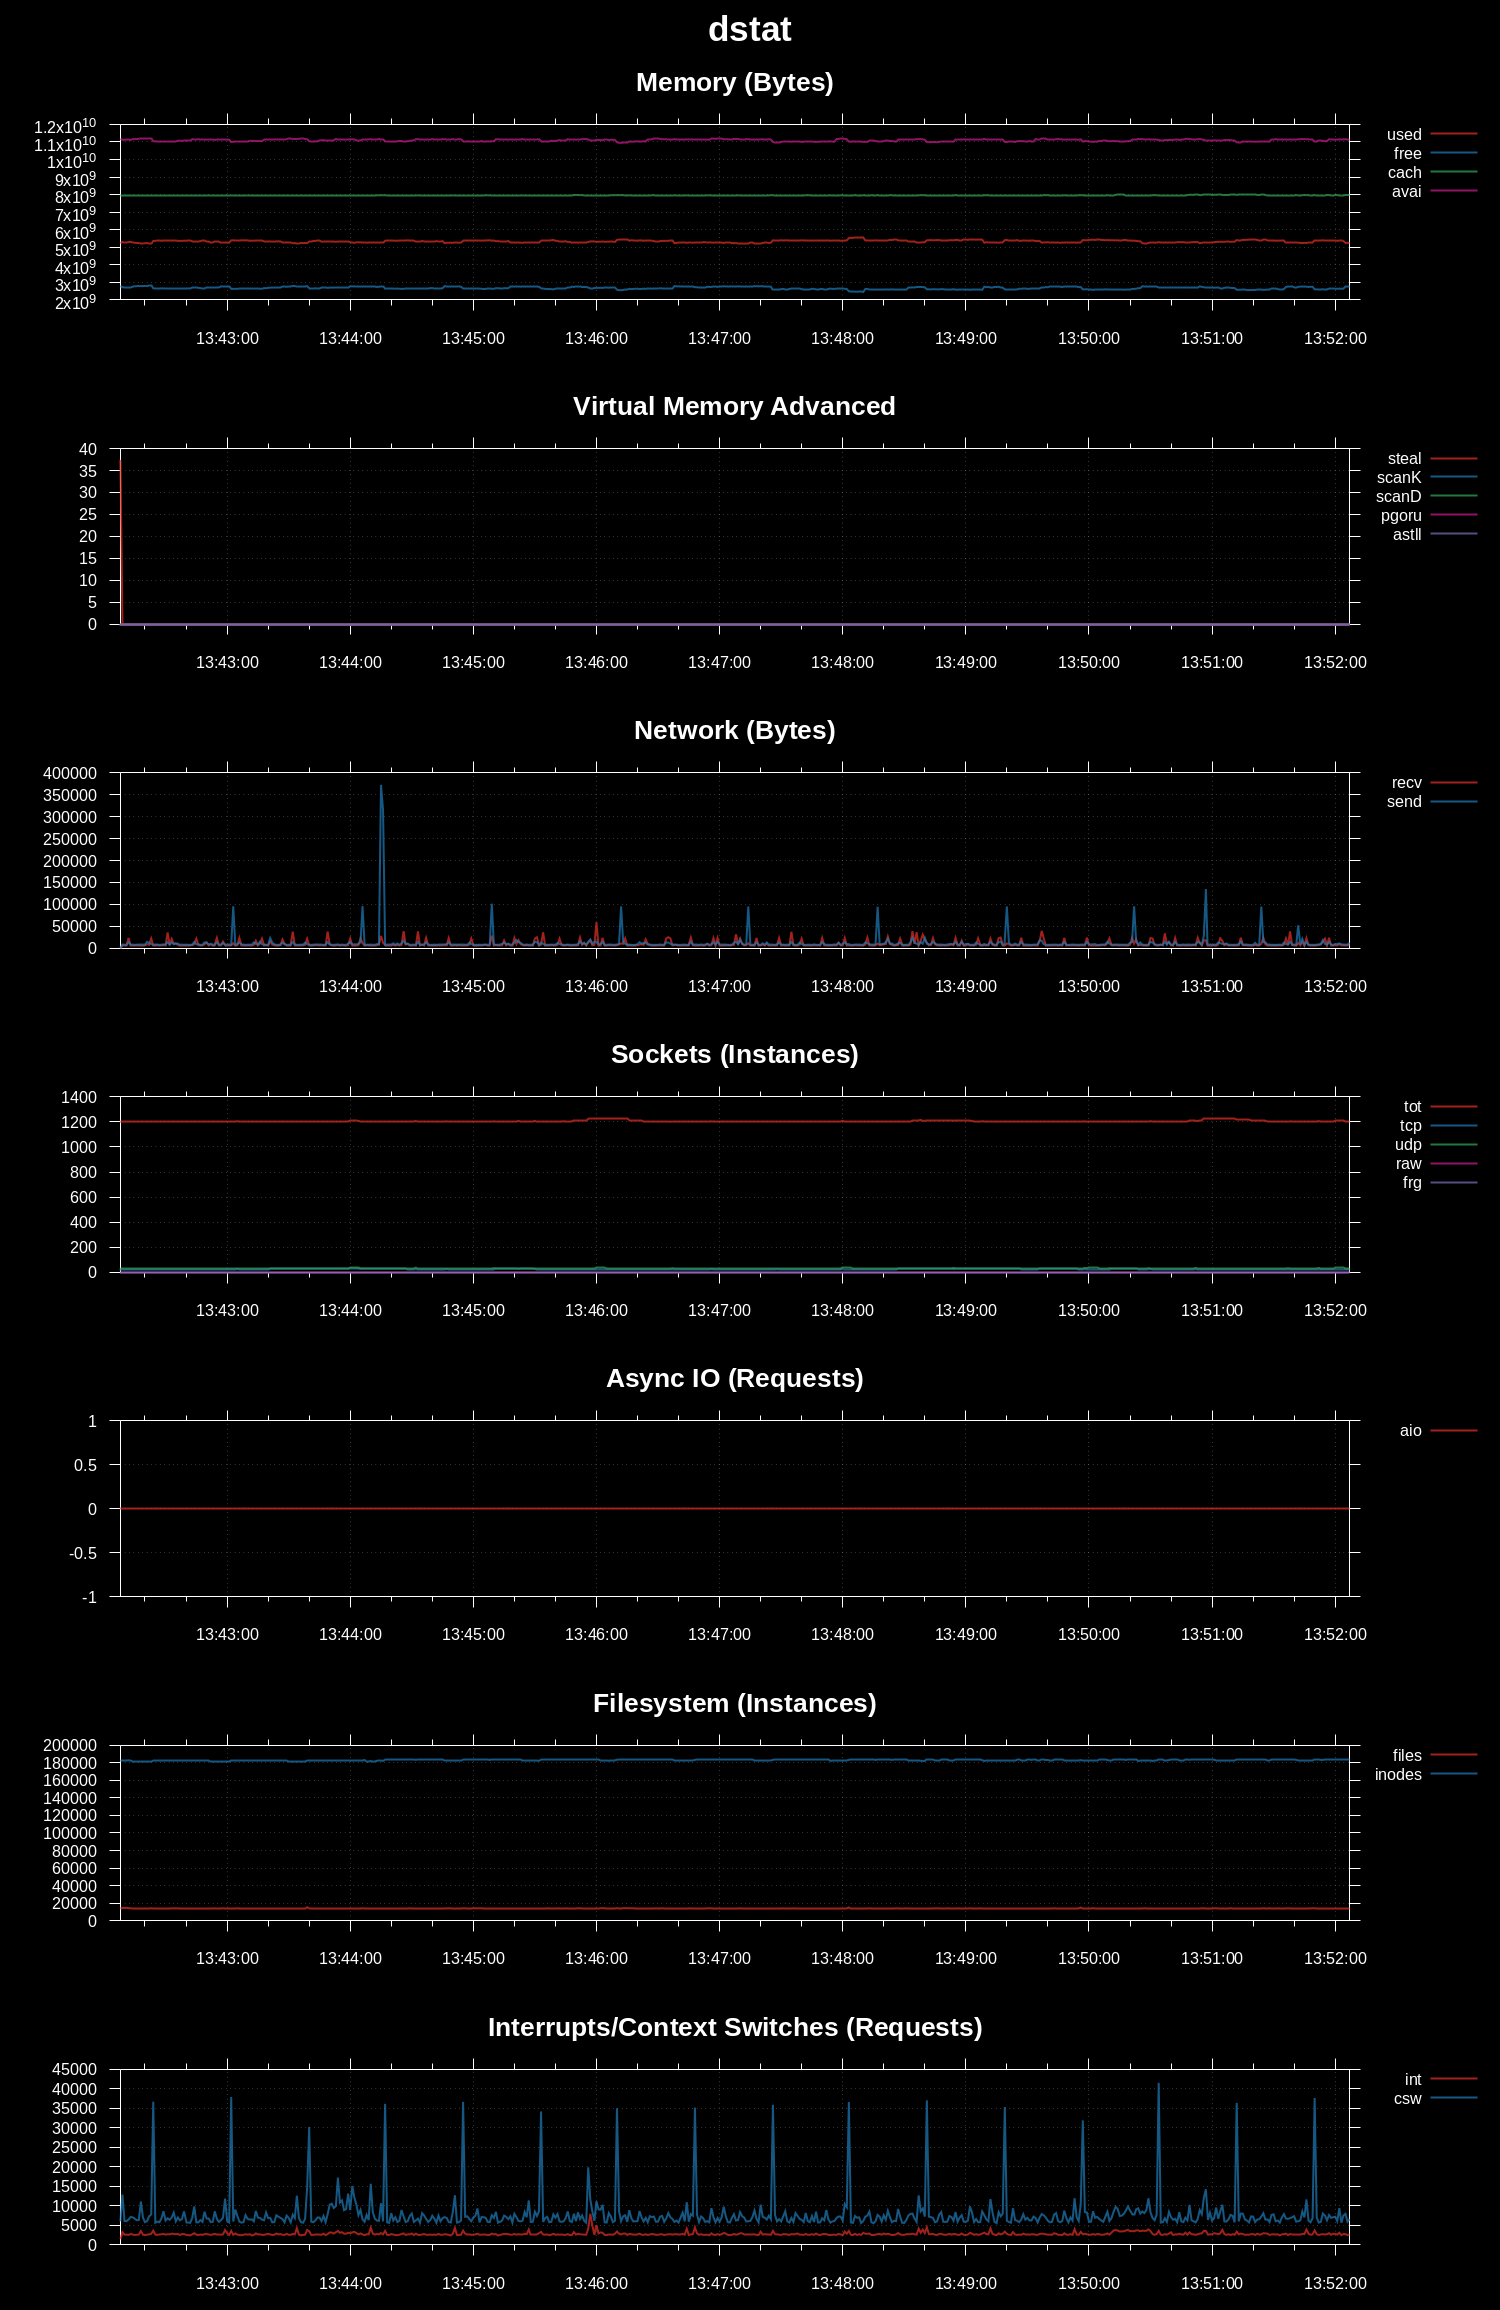 dstat
Memory (Bytes)
1.2x10^10
1.1x10^10
1x10^10
9x10^9
8x10^9
7x10^9
6x10^9
5x10^9
4x10^9
3x10^9
2x10^9
13:43:00 13:44:00 13:45:00 13:46:00 13:47:00 13:48:00 13:49:00 13:50:00 13:51:00 13:52:00
used
free
cach
avai
Virtual Memory Advanced
40
35
30
25
20
15
10
5
0
13:43:00 13:44:00 13:45:00 13:46:00 13:47:00 13:48:00 13:49:00 13:50:00 13:51:00 13:52:00
steal
scanK
scanD
pgoru
astll
Network (Bytes)
400000
350000
300000
250000
200000
150000
100000
50000
0
13:43:00 13:44:00 13:45:00 13:46:00 13:47:00 13:48:00 13:49:00 13:50:00 13:51:00 13:52:00
recv
send
Sockets (Instances)
1400
1200
1000
800
600
400
200
0
13:43:00 13:44:00 13:45:00 13:46:00 13:47:00 13:48:00 13:49:00 13:50:00 13:51:00 13:52:00
tot
tcp
udp
raw
frg
Async IO (Requests)
1
0.5
0
-0.5
-1
13:43:00 13:44:00 13:45:00 13:46:00 13:47:00 13:48:00 13:49:00 13:50:00 13:51:00 13:52:00
aio
Filesystem (Instances)
200000
180000
160000
140000
120000
100000
80000
60000
40000
20000
0
13:43:00 13:44:00 13:45:00 13:46:00 13:47:00 13:48:00 13:49:00 13:50:00 13:51:00 13:52:00
files
inodes
Interrupts/Context Switches (Requests)
45000
40000
35000
30000
25000
20000
15000
10000
5000
0
13:43:00 13:44:00 13:45:00 13:46:00 13:47:00 13:48:00 13:49:00 13:50:00 13:51:00 13:52:00
int
csw